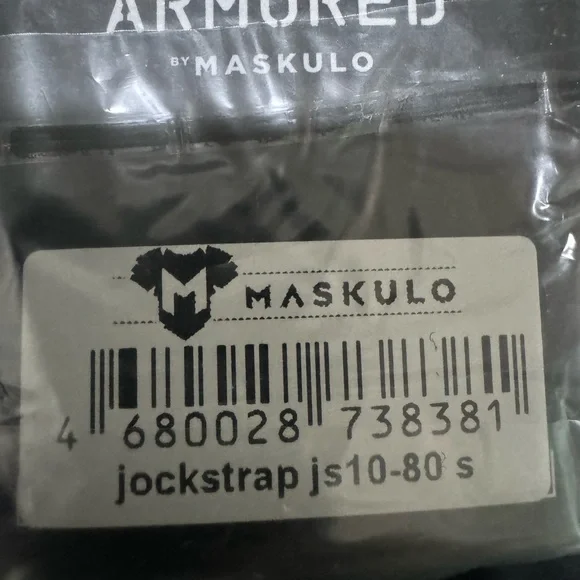 ARMORED
BY MASKULO
M MASKULO
4 680028 738381
jockstrap js10-80 s